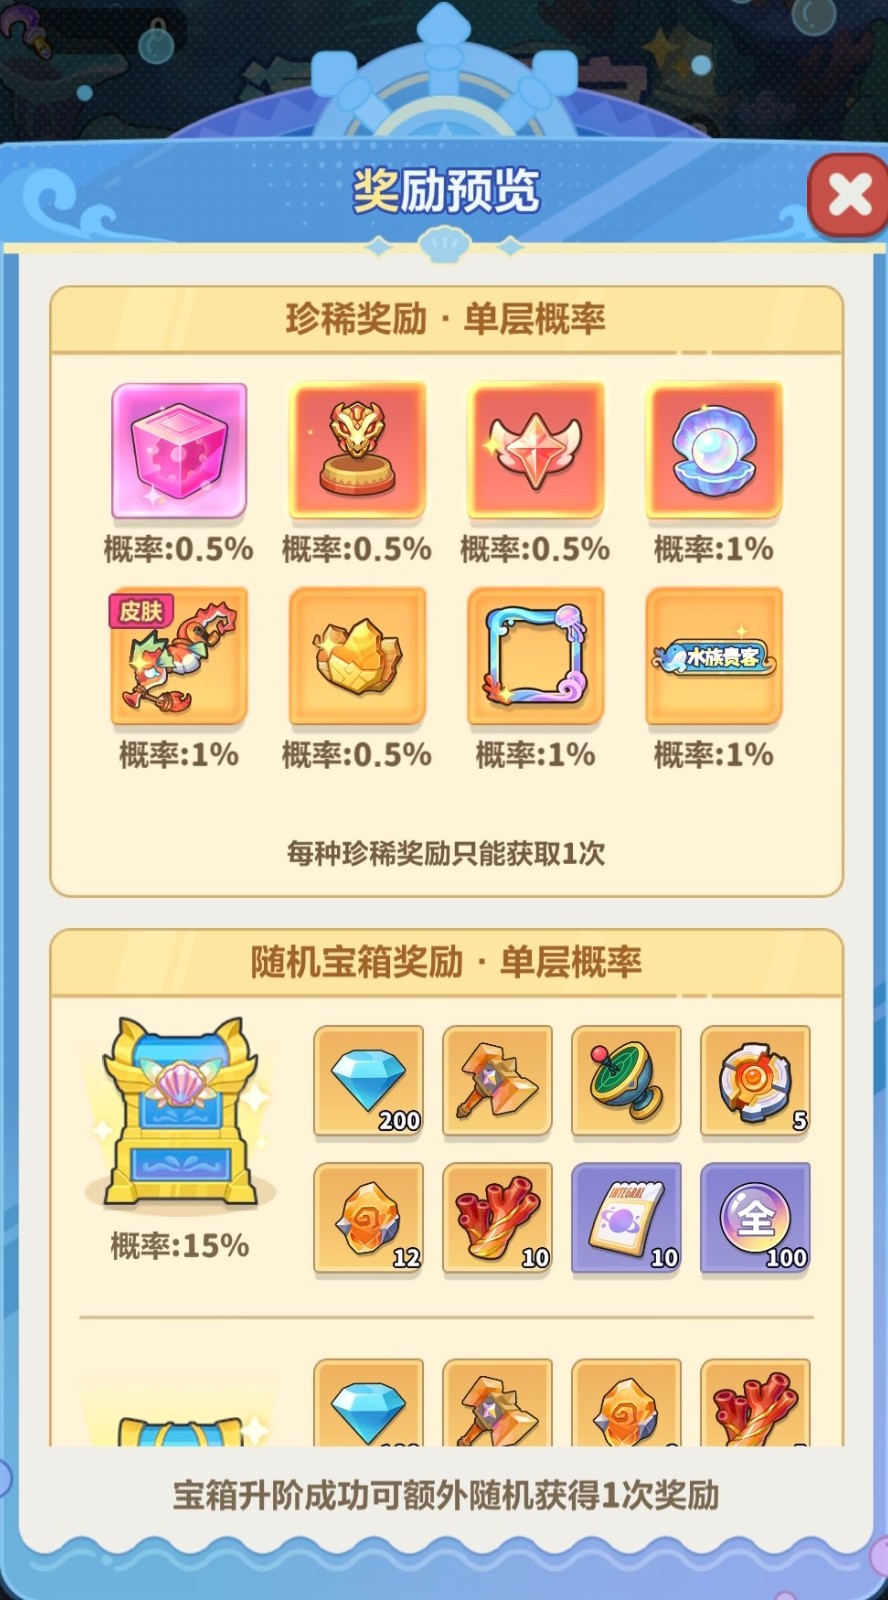 奖励预览
珍稀奖励·单层概率
概率:0.5% 概率:0.5% 概率:0.5% 概率:1%
皮肤
水族贵客
概率:1% 概率:0.5% 概率:1% 概率:1%
每种珍稀奖励只能获取1次
随机宝箱奖励·单层概率
200 5
INTEGRAL
全
12 10 10 100
概率:15%
宝箱升阶成功可额外随机获得1次奖励